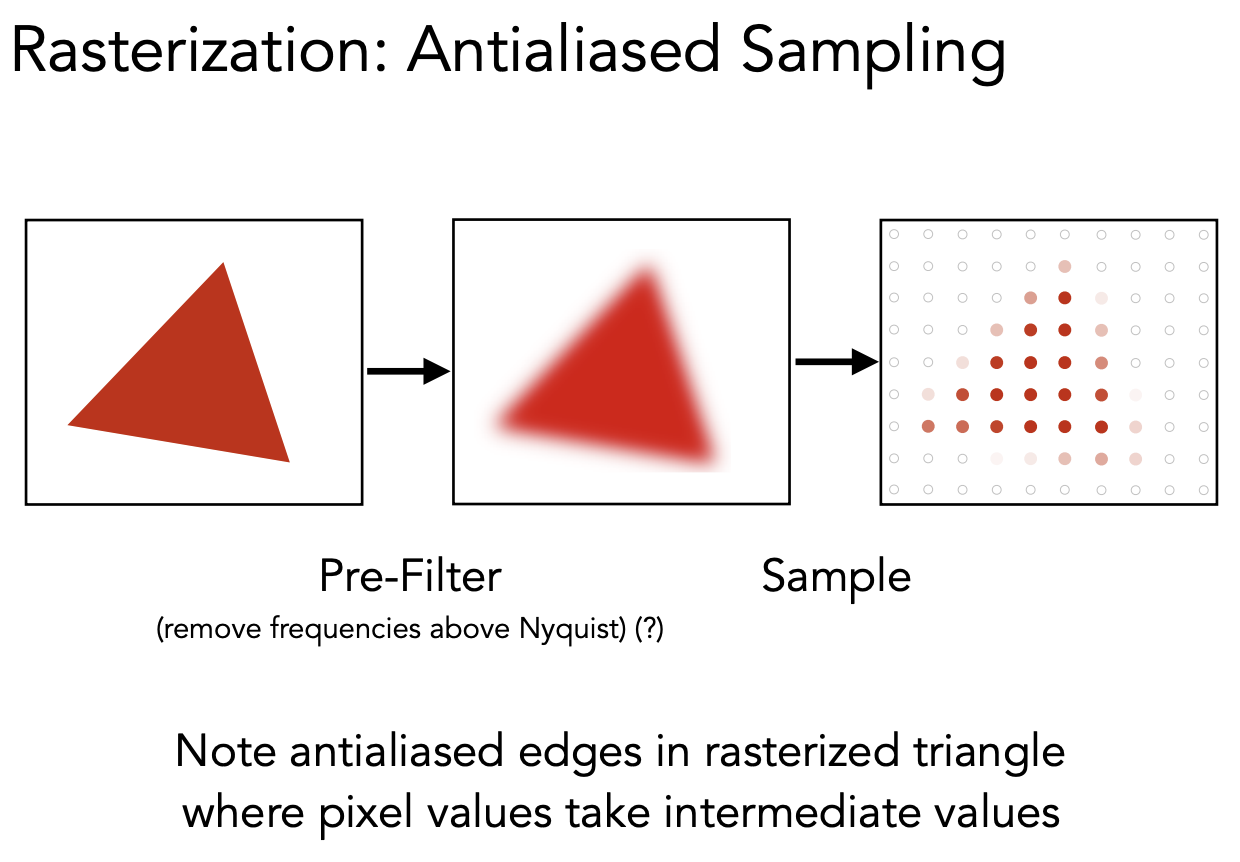 Rasterization: Antialiased Sampling
Pre-Filter
Sample
(remove frequencies above Nyquist) (?)
Note antialiased edges in rasterized triangle
where pixel values take intermediate values